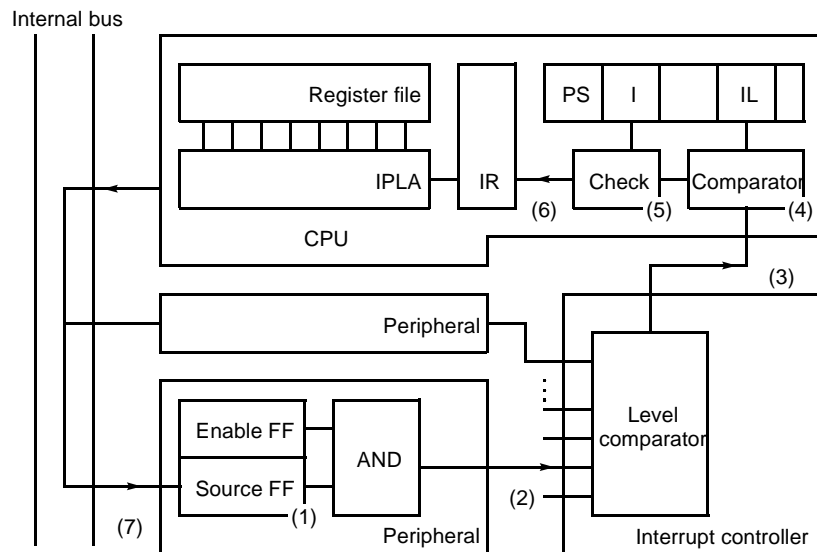 Internal bus
Register file
PS I IL
IPLA
IR
Check
Comparator
(6)
(5)
(4)
CPU
(3)
Peripheral
Enable FF
Source FF
AND
Level
comparator
(1)
(2)
(7)
Peripheral
Interrupt controller